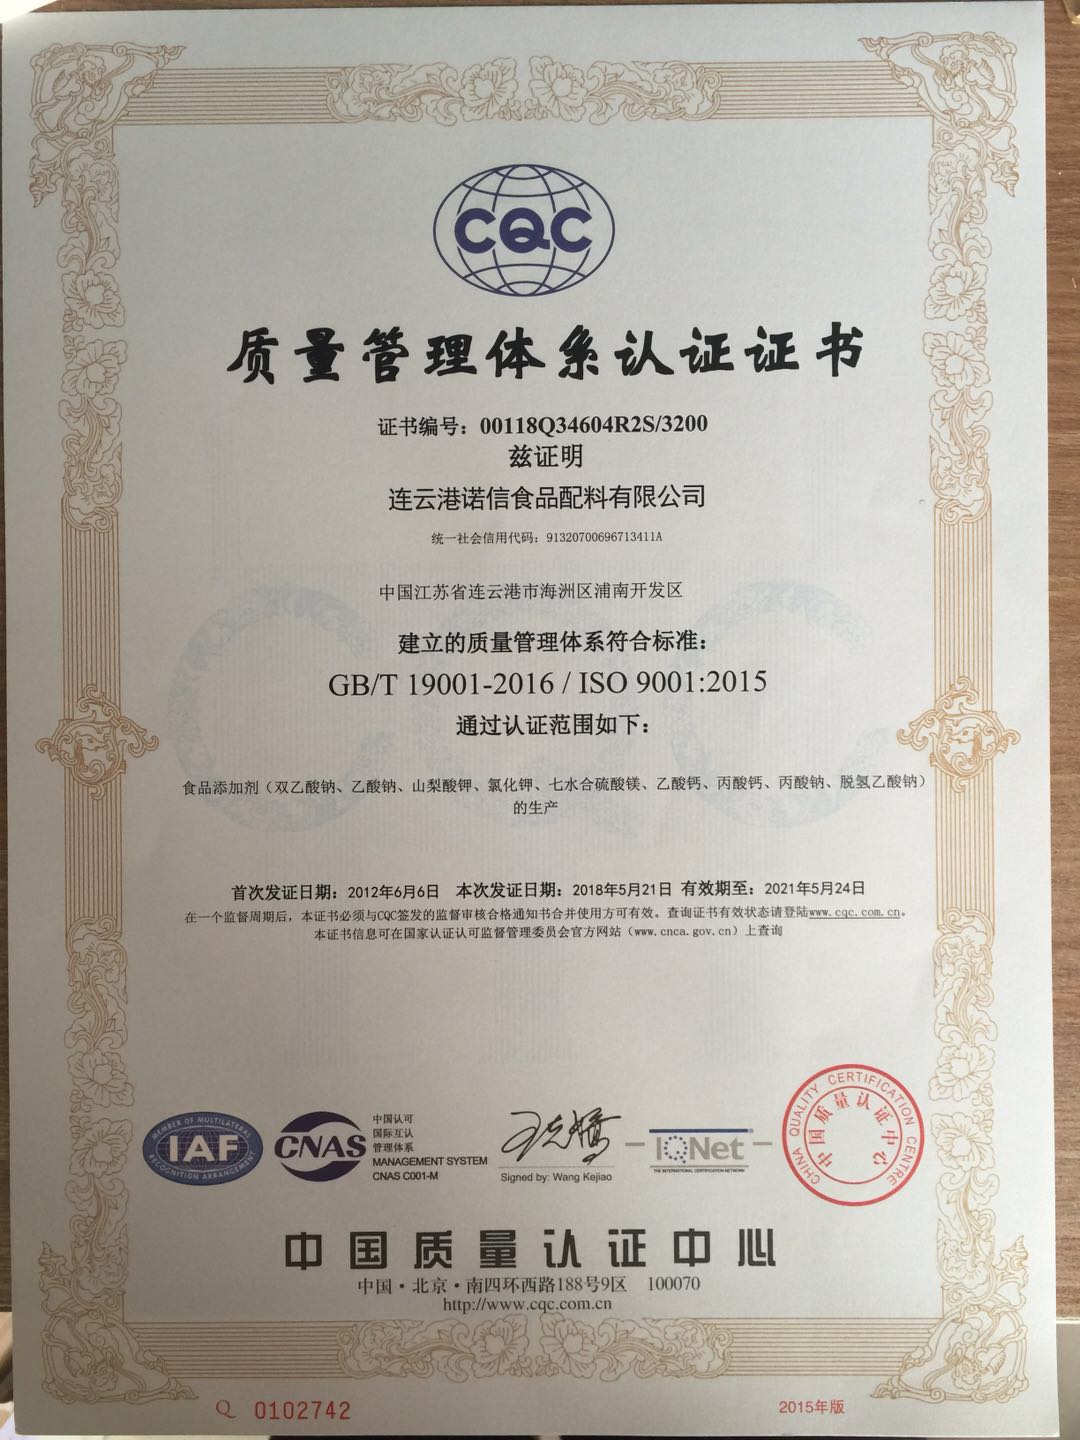 CQC
质量管理体系认证证书
证书编号：00118Q34604R2S/3200
兹证明
连云港诺信食品配料有限公司
统一社会信用代码：91320700696713411A
中国江苏省连云港市海洲区浦南开发区
建立的质量管理体系符合标准：
GB/T 19001-2016 / ISO 9001:2015
通过认证范围如下：
食品添加剂（双乙酸钠、乙酸钠、山梨酸钾、氯化钾、七水合硫酸镁、乙酸钙、丙酸钙、丙酸钠、脱氢乙酸钠）
的生产
首次发证日期：2012年6月6日 本次发证日期：2018年5月21日 有效期至：2021年5月24日
在一个监督周期后，本证书必须与CQC签发的监督审核合格通知书合并使用方可有效。查询证书有效状态请登陆www.cqc.com.cn。
本证书信息可在国家认证认可监督管理委员会官方网站（www.cnca.gov.cn）上查询
MEMBER OF MULTILATERAL
IAF
RECOGNITION ARRANGEMENT
CNAS
中国认可
国际互认
管理体系
MANAGEMENT SYSTEM
CNAS C001-M
Signed by: Wang Kejiao
IQNet
THE INTERNATIONAL CERTIFICATION NETWORK
CHINA QUALITY CERTIFICATION CENTRE
中国质量认证中心
中国质量认证中心
中国·北京·南四环西路188号9区 100070
http://www.cqc.com.cn
Q 0102742
2015年版